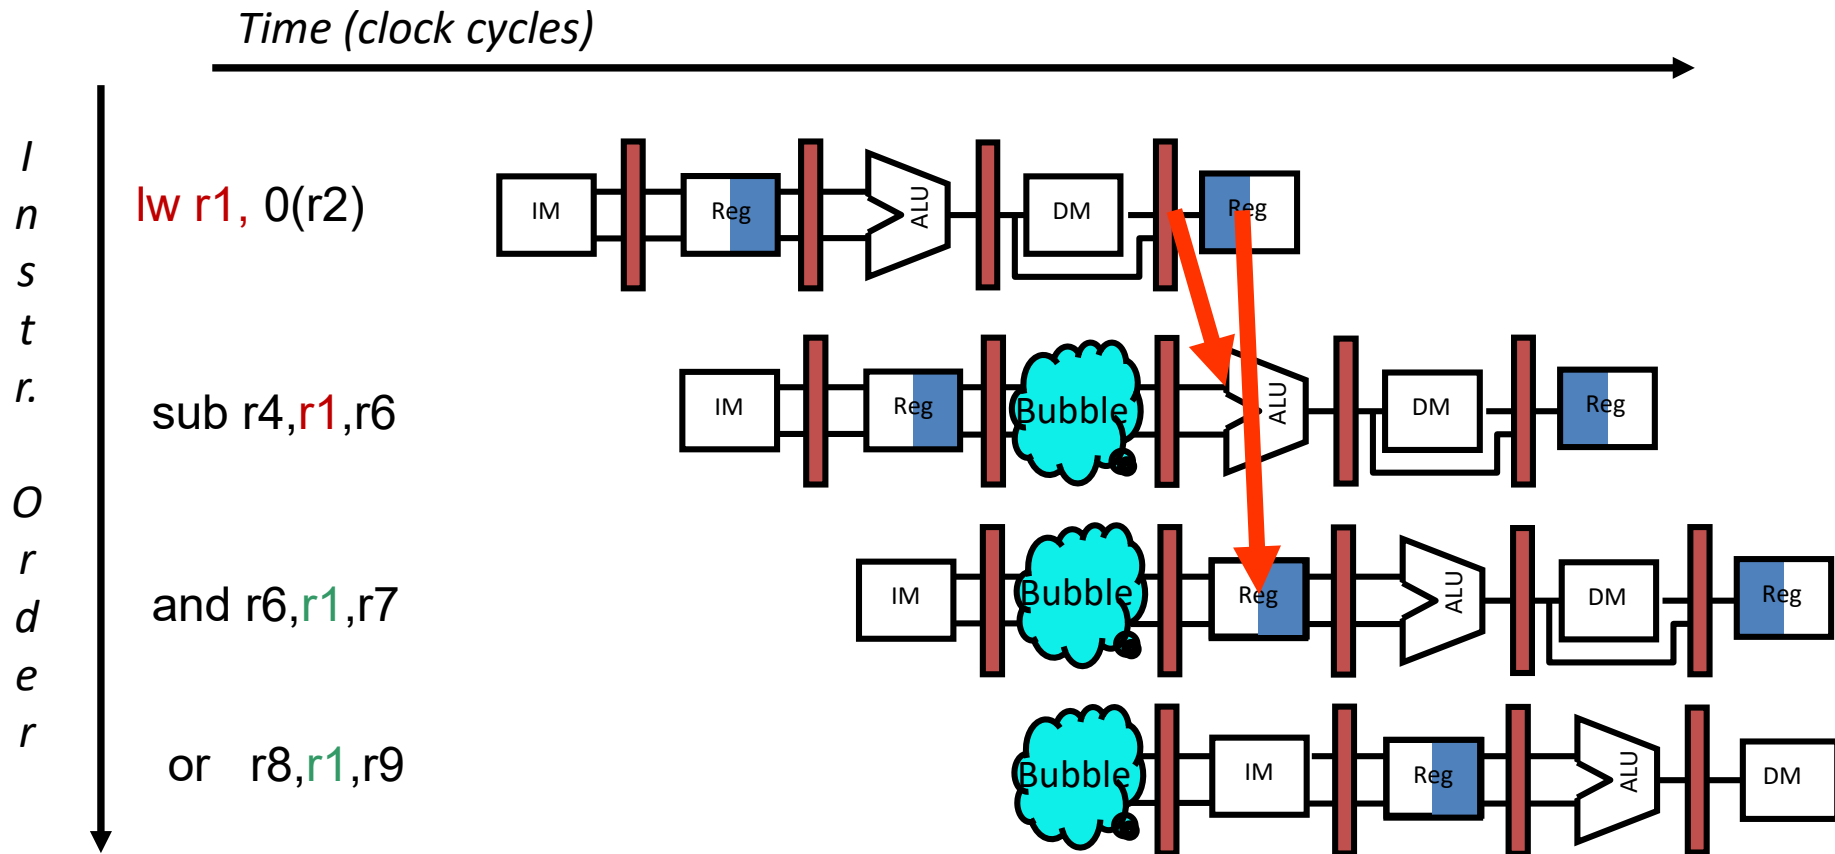 Time (clock cycles)
Instr. Order
lw r1, 0(r2)
IM
Reg
ALU
DM
Reg
sub r4,r1,r6
IM
Reg
Bubble
ALU
DM
Reg
and r6,r1,r7
IM
Bubble
Reg
ALU
DM
Reg
or r8,r1,r9
Bubble
IM
Reg
ALU
DM